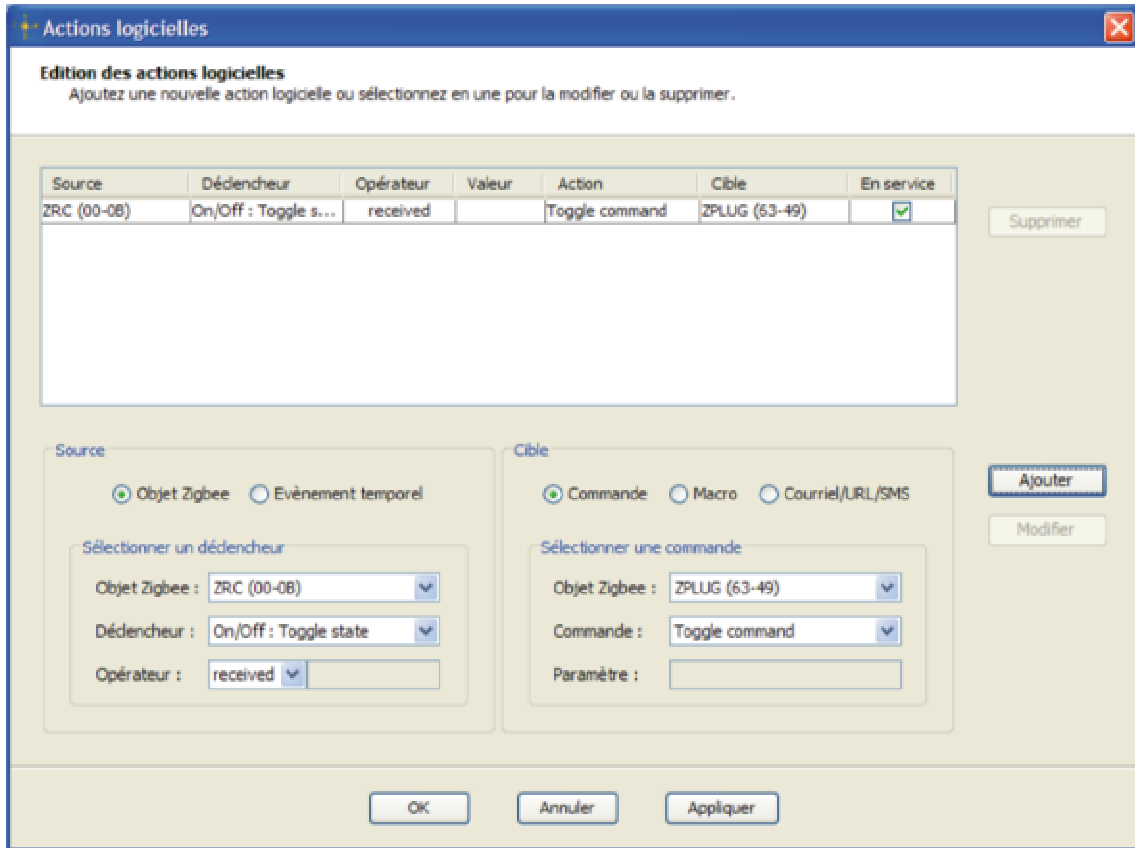 Actions logicielles
Edition des actions logicielles
Ajoutez une nouvelle action logicielle ou sélectionnez en une pour la modifier ou la supprimer.
Source Déclencheur Opérateur Valeur Action Cible En service
ZRC (00-0B) On/Off : Toggle s... received Toggle command ZPLUG (63-49)
Supprimer
Source
Objet Zigbee Evènement temporel
Sélectionner un déclencheur
Objet Zigbee : ZRC (00-0B)
Déclencheur : On/Off : Toggle state
Opérateur : received
Cible
Commande Macro Courriel/URL/SMS
Sélectionner une commande
Objet Zigbee : ZPLUG (63-49)
Commande : Toggle command
Paramètre :
Ajouter
Modifier
OK Annuler Appliquer